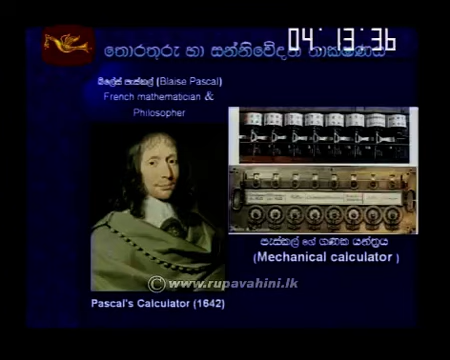 04:13:36
තොරතුරු හා සන්නිවේදන තාක්ෂණය
බ්ලේස් පැස්කල් (Blaise Pascal)
French mathematician &
Philosopher
පැස්කල් ගේ ගණක යන්ත්‍රය
(Mechanical calculator )
© www.rupavahini.lk
Pascal's Calculator (1642)